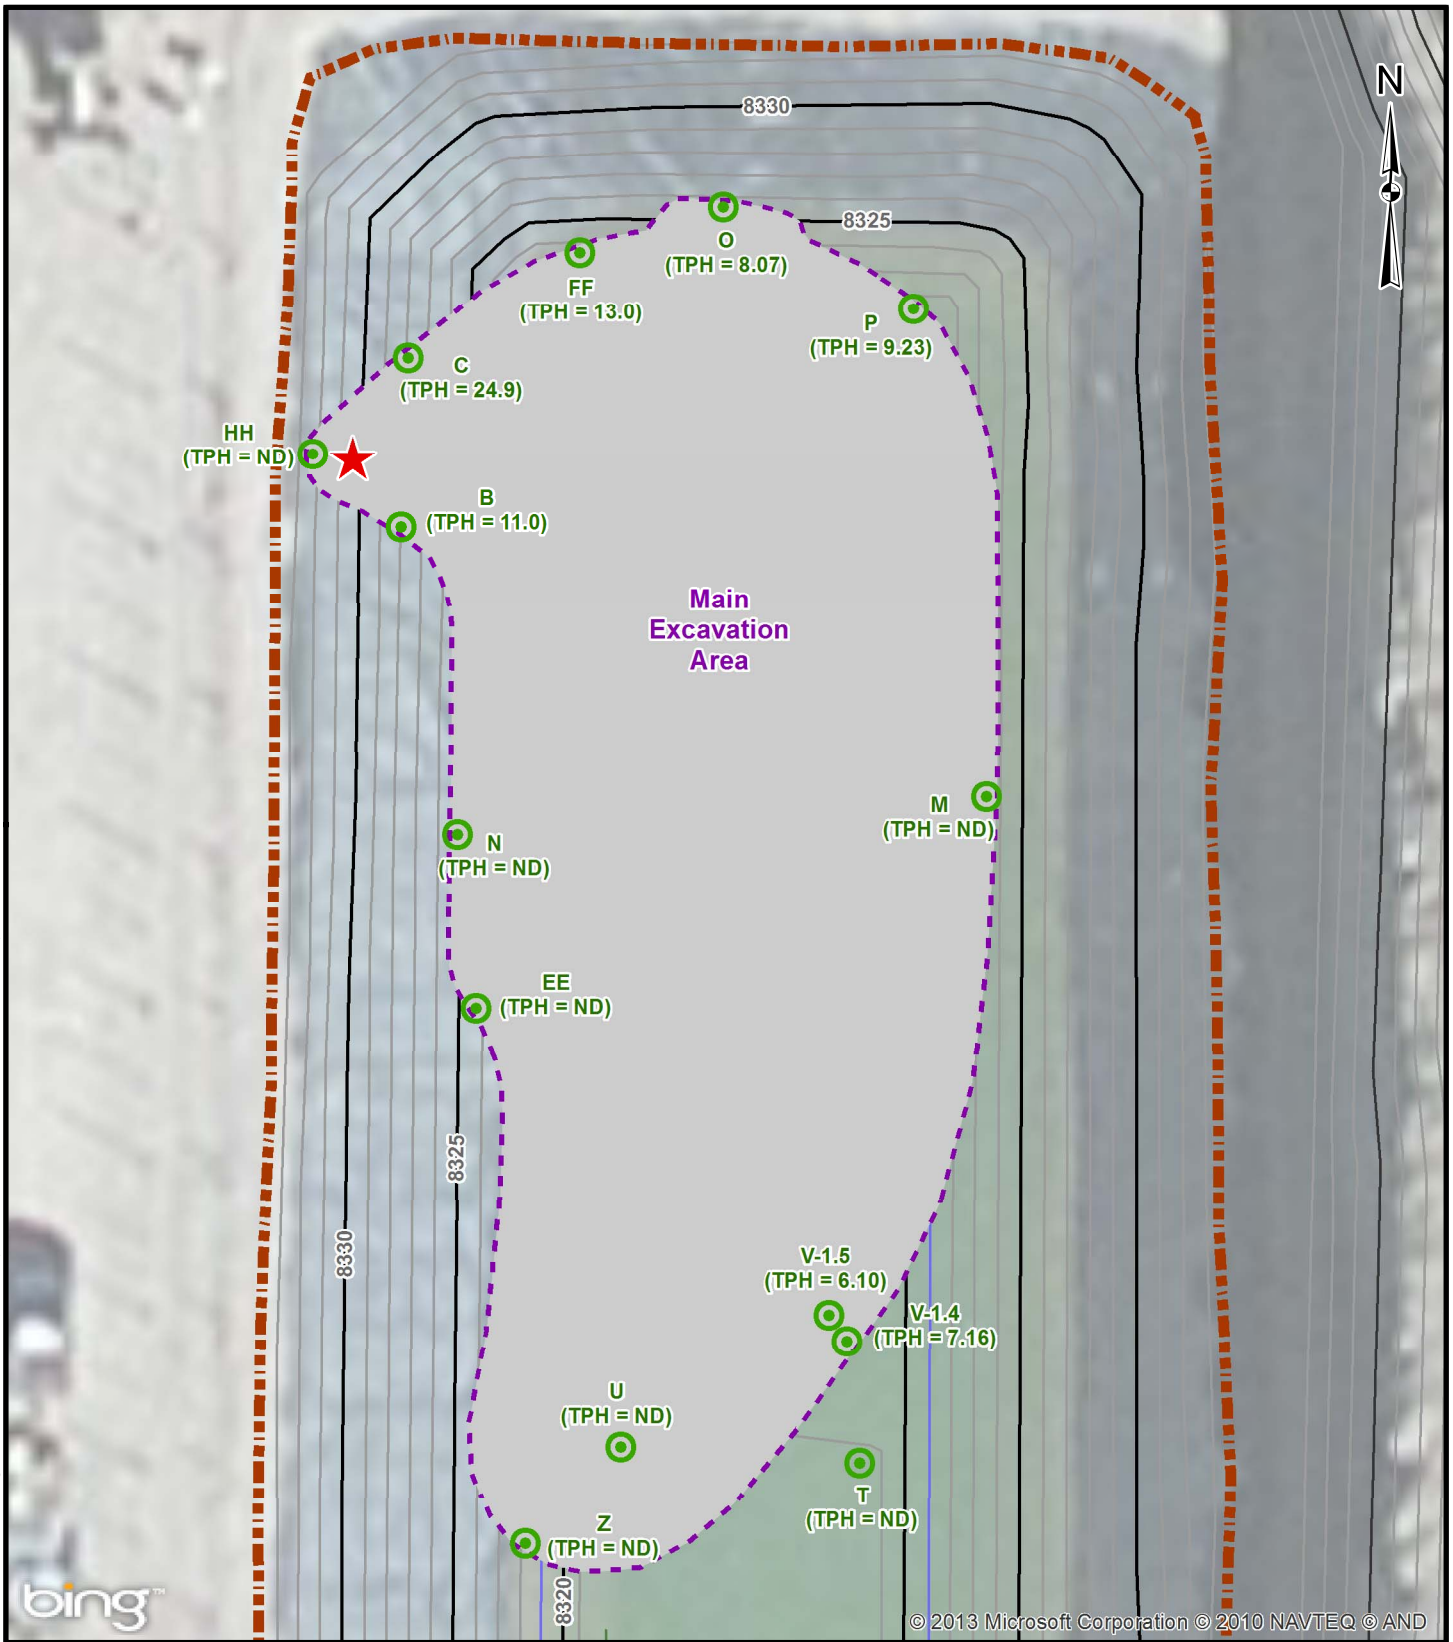 N
8330
8325
O
(TPH = 8.07)
FF
(TPH = 13.0)
P
(TPH = 9.23)
C
(TPH = 24.9)
HH
(TPH = ND)
B
(TPH = 11.0)
Main
Excavation
Area
M
(TPH = ND)
N
(TPH = ND)
EE
(TPH = ND)
8325
8330
V-1.5
(TPH = 6.10)
V-1.4
(TPH = 7.16)
U
(TPH = ND)
T
(TPH = ND)
Z
(TPH = ND)
8320
bing™
© 2013 Microsoft Corporation © 2010 NAVTEQ © AND